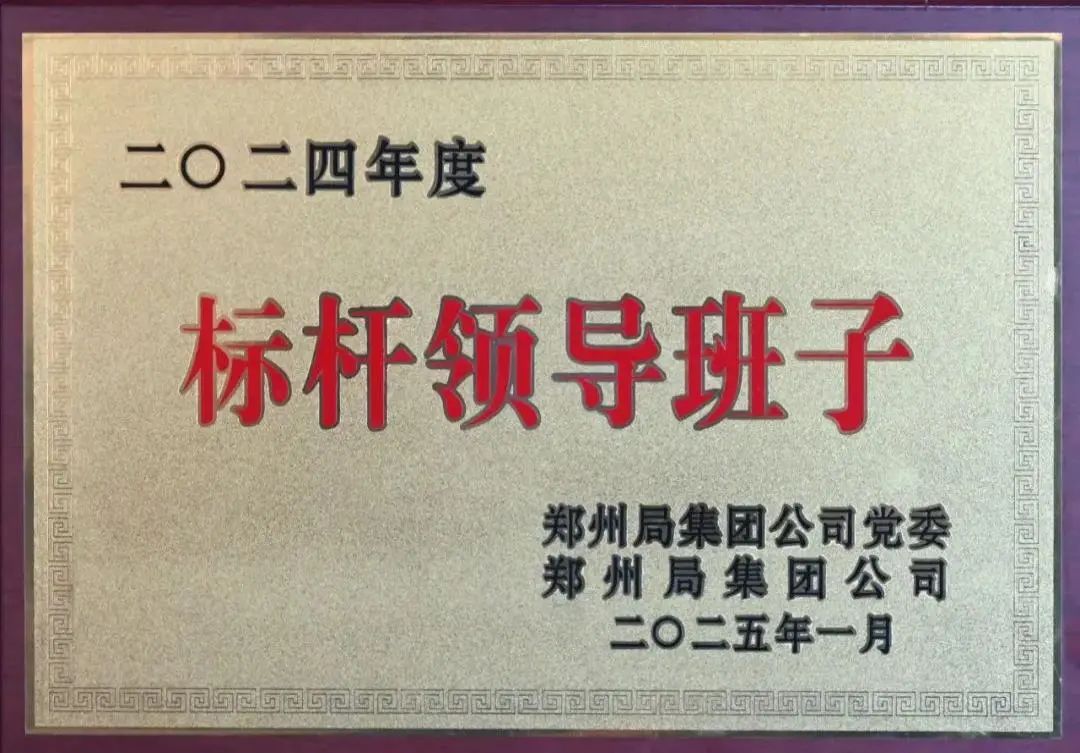 二〇二四年度
标杆领导班子
郑州局集团公司党委
郑州局集团公司
二〇二五年一月